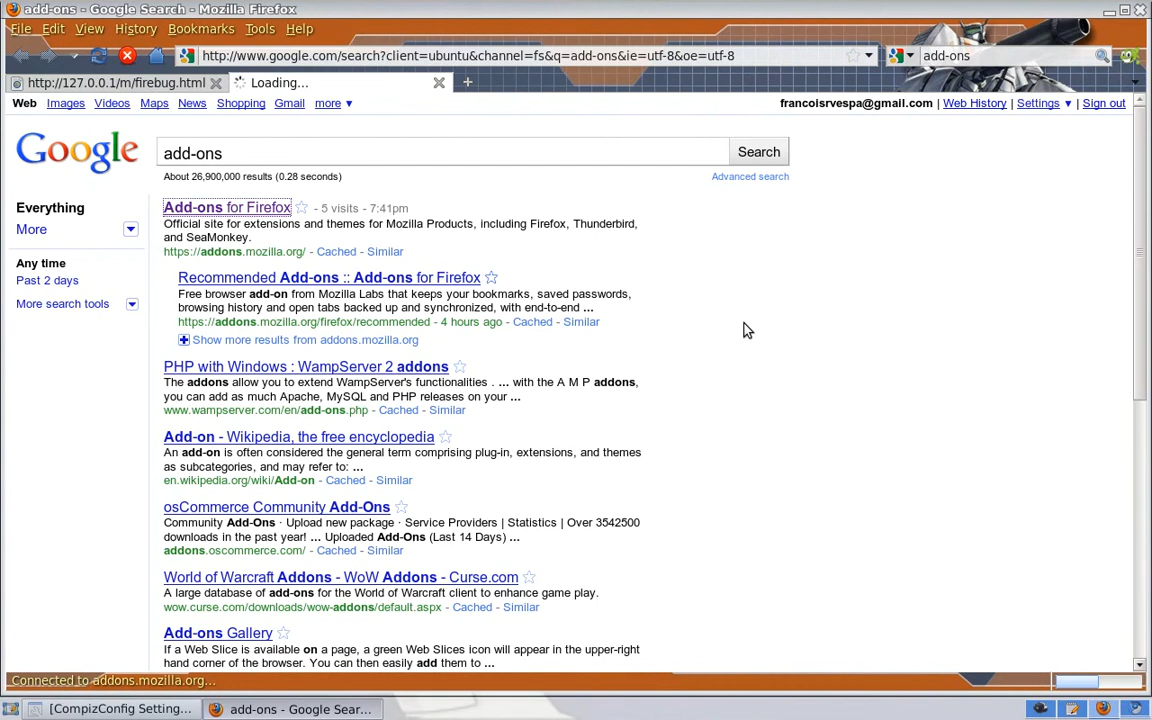 add-ons - Google Search - Mozilla Firefox
File Edit View History Bookmarks Tools Help
http://www.google.com/search?client=ubuntu&channel=fs&q=add-ons&ie=utf-8&oe=utf-8 add-ons
http://127.0.0.1/m/firebug.html Loading...
Web Images Videos Maps News Shopping Gmail more ▼ francoisrvespa@gmail.com | Web History | Settings ▼ | Sign out
Google add-ons Search
About 26,900,000 results (0.28 seconds) Advanced search
Everything
More
Any time
Past 2 days
More search tools
Add-ons for Firefox - 5 visits - 7:41pm
Official site for extensions and themes for Mozilla Products, including Firefox, Thunderbird,
and SeaMonkey.
https://addons.mozilla.org/ - Cached - Similar
Recommended Add-ons :: Add-ons for Firefox
Free browser add-on from Mozilla Labs that keeps your bookmarks, saved passwords,
browsing history and open tabs backed up and synchronized, with end-to-end ...
https://addons.mozilla.org/firefox/recommended - 4 hours ago - Cached - Similar
Show more results from addons.mozilla.org
PHP with Windows : WampServer 2 addons
The addons allow you to extend WampServer's functionalities . ... with the A M P addons,
you can add as much Apache, MySQL and PHP releases on your ...
www.wampserver.com/en/add-ons.php - Cached - Similar
Add-on - Wikipedia, the free encyclopedia
An add-on is often considered the general term comprising plug-in, extensions, and themes
as subcategories, and may refer to: ...
en.wikipedia.org/wiki/Add-on - Cached - Similar
osCommerce Community Add-Ons
Community Add-Ons · Upload new package · Service Providers | Statistics | Over 3542500
downloads in the past year! ... Uploaded Add-Ons (Last 14 Days) ...
addons.oscommerce.com/ - Cached - Similar
World of Warcraft Addons - WoW Addons - Curse.com
A large database of add-ons for the World of Warcraft client to enhance game play.
wow.curse.com/downloads/wow-addons/default.aspx - Cached - Similar
Add-ons Gallery
If a Web Slice is available on a page, a green Web Slices icon will appear in the upper-right
hand corner of the browser. You can then easily add them to ...
Connected to addons.mozilla.org...
[CompizConfig Setting... add-ons - Google Sear...